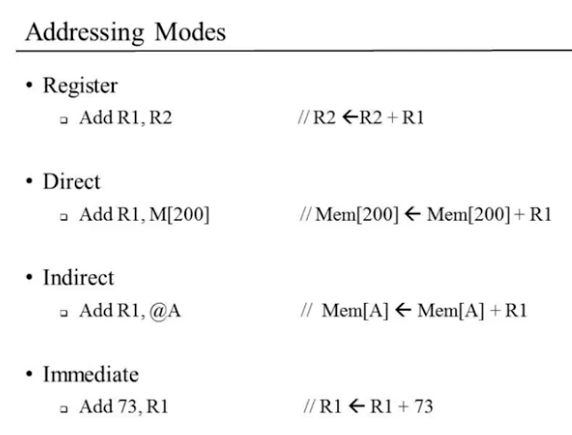 Addressing Modes
• Register
❑ Add R1, R2 // R2 ←R2 + R1
• Direct
❑ Add R1, M[200] // Mem[200] ← Mem[200] + R1
• Indirect
❑ Add R1, @A // Mem[A] ← Mem[A] + R1
• Immediate
❑ Add 73, R1 // R1 ← R1 + 73